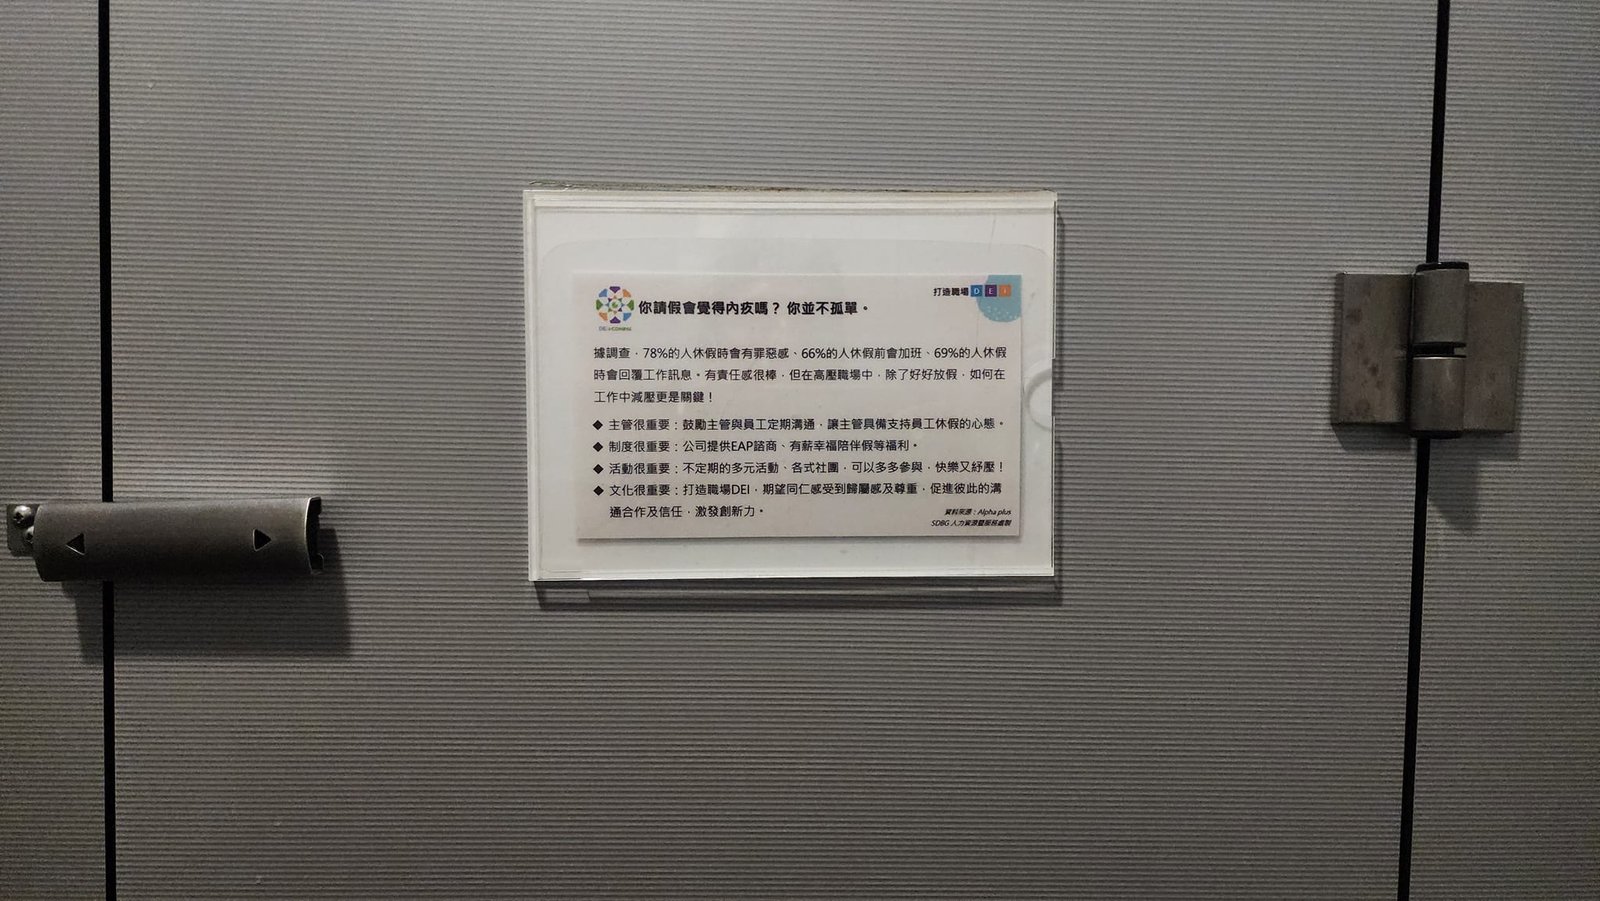 打造職場 D E I
你請假會覺得內疚嗎？你並不孤單。
據調查，78%的人休假時會有罪惡感、66%的人休假前會加班、69%的人休假
時會回覆工作訊息。有責任感很棒，但在高壓職場中，除了好好放假，如何在
工作中減壓更是關鍵！
◆ 主管很重要：鼓勵主管與員工定期溝通，讓主管具備支持員工休假的心態。
◆ 制度很重要：公司提供EAP諮商、有薪幸福陪伴假等福利。
◆ 活動很重要：不定期的多元活動、各式社團，可以多多參與，快樂又紓壓！
◆ 文化很重要：打造職場DEI，期望同仁感受到歸屬感及尊重，促進彼此的溝
通合作及信任，激發創新力。
資料來源：Alpha plus
SDBG 人力資源暨服務處製